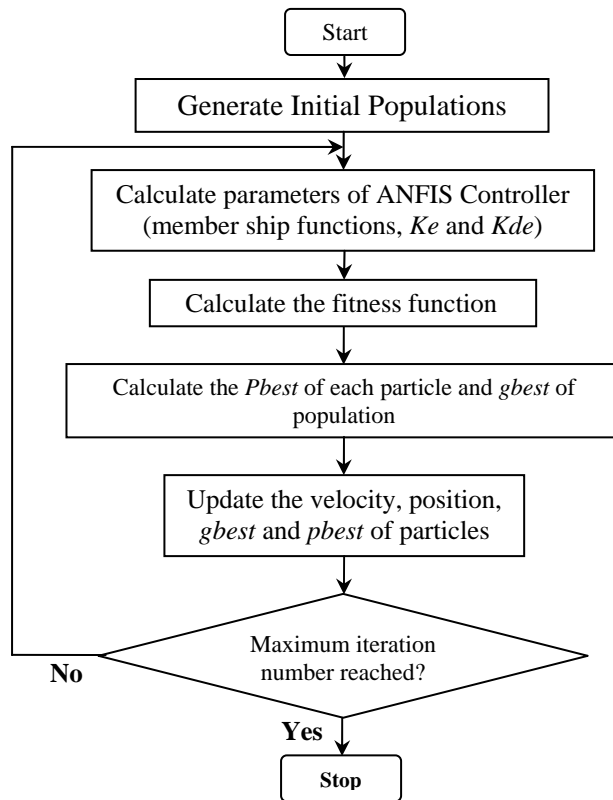 Start
Generate Initial Populations
Calculate parameters of ANFIS Controller
(member ship functions, Ke and Kde)
Calculate the fitness function
Calculate the Pbest of each particle and gbest of
population
Update the velocity, position,
gbest and pbest of particles
Maximum iteration
number reached?
No
Yes
Stop